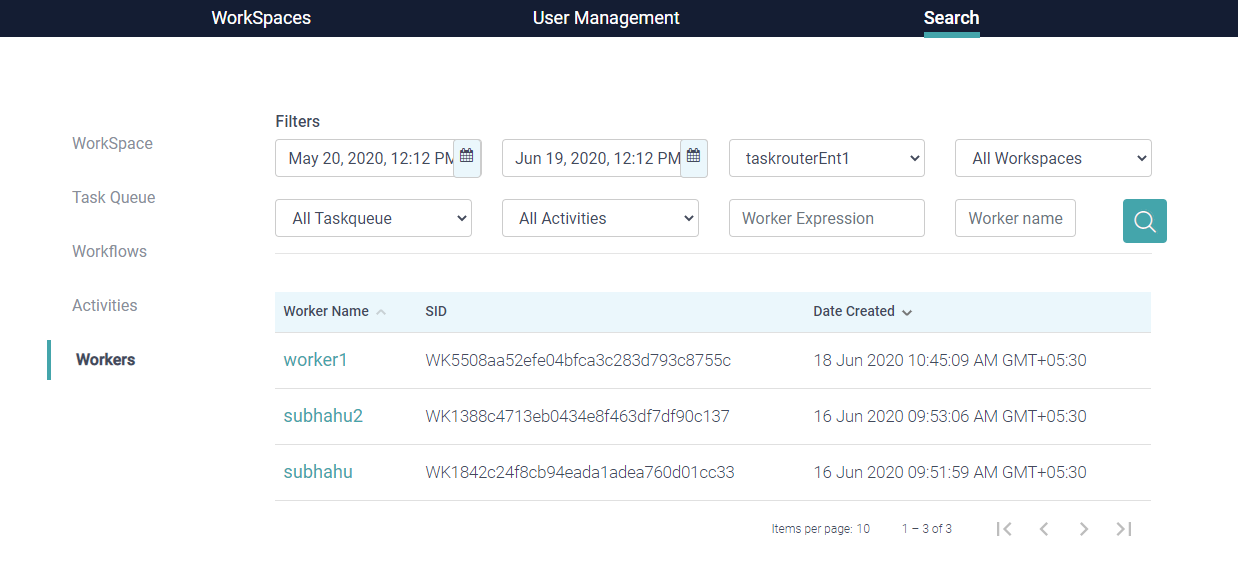 WorkSpaces User Management Search
WorkSpace
Task Queue
Workflows
Activities
Workers
Filters
May 20, 2020, 12:12 PM Jun 19, 2020, 12:12 PM taskrouterEnt1 All Workspaces
All Taskqueue All Activities Worker Expression Worker name
Worker Name SID Date Created
worker1 WK5508aa52efe04bfca3c283d793c8755c 18 Jun 2020 10:45:09 AM GMT+05:30
subhahu2 WK1388c4713eb0434e8f463df7df90c137 16 Jun 2020 09:53:06 AM GMT+05:30
subhahu WK1842c24f8cb94eada1adea760d01cc33 16 Jun 2020 09:51:59 AM GMT+05:30
Items per page: 10 1 – 3 of 3